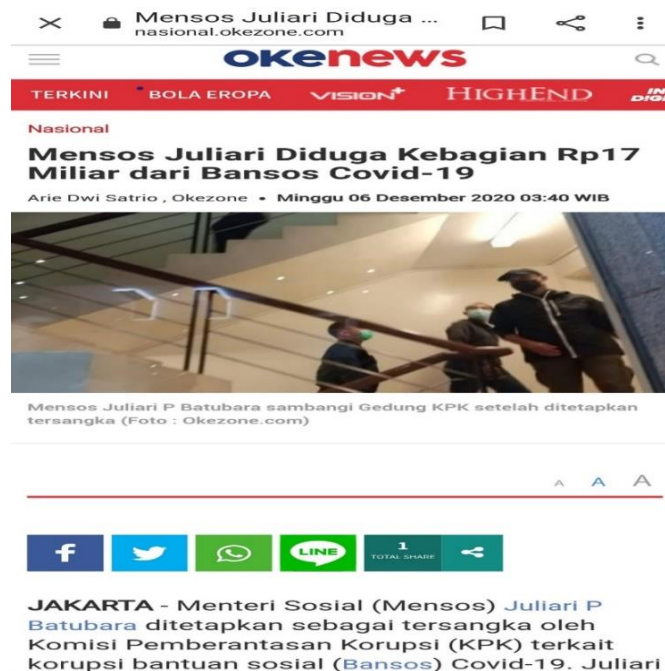 Mensos Juliari Diduga ...
nasional.okezone.com
okenews
TERKINI BOLA EROPA VISION+ HIGHEND IN
DIG
Nasional
Mensos Juliari Diduga Kebagian Rp17
Miliar dari Bansos Covid-19
Arie Dwi Satrio , Okezone • Minggu 06 Desember 2020 03:40 WIB
Mensos Juliari P Batubara sambangi Gedung KPK setelah ditetapkan
tersangka (Foto : Okezone.com)
A A A
f LINE 1
TOTAL SHARE
JAKARTA - Menteri Sosial (Mensos) Juliari P
Batubara ditetapkan sebagai tersangka oleh
Komisi Pemberantasan Korupsi (KPK) terkait
korupsi bantuan sosial (Bansos) Covid-19. Juliari